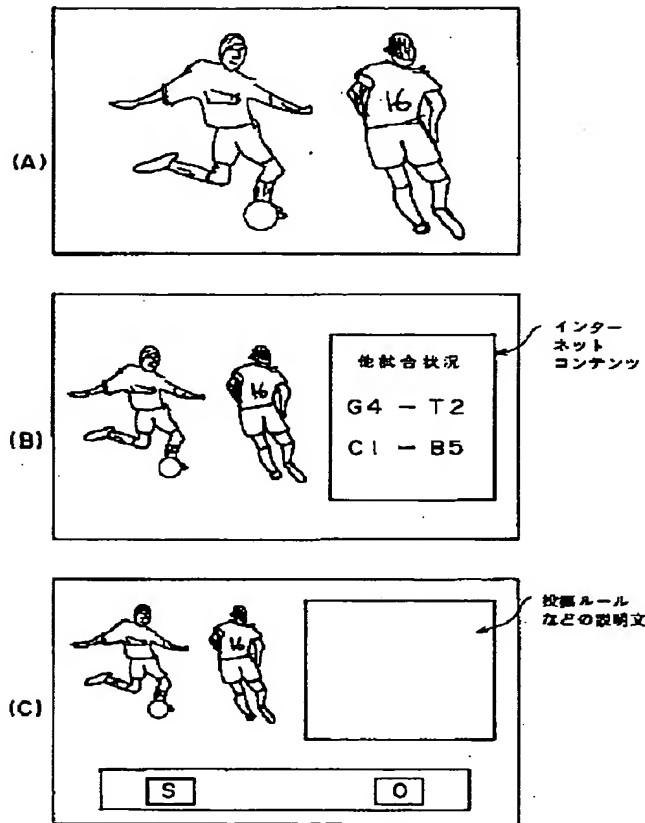 (A)
16
(B)
16
他試合状況
G4 − T2
C1 − B5
インター
ネット
コンテンツ
(C)
16
投票ルール
などの説明文
S
O